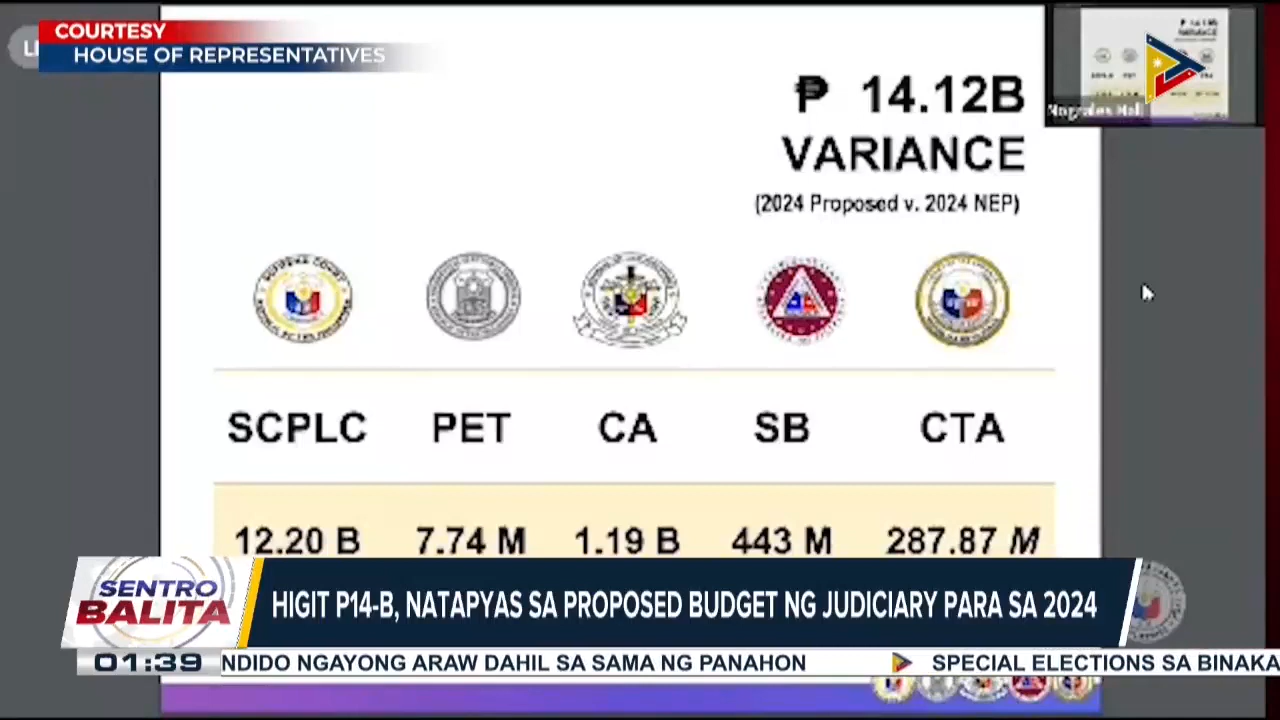 COURTESY
HOUSE OF REPRESENTATIVES
₱ 14.12B
VARIANCE
(2024 Proposed v. 2024 NEP)
SCPLC PET CA SB CTA
12.20 B 7.74 M 1.19 B 443 M 287.87 M
SENTRO
BALITA
HIGIT P14-B, NATAPYAS SA PROPOSED BUDGET NG JUDICIARY PARA SA 2024
01:39 NDIDO NGAYONG ARAW DAHIL SA SAMA NG PANAHON SPECIAL ELECTIONS SA BINAKA